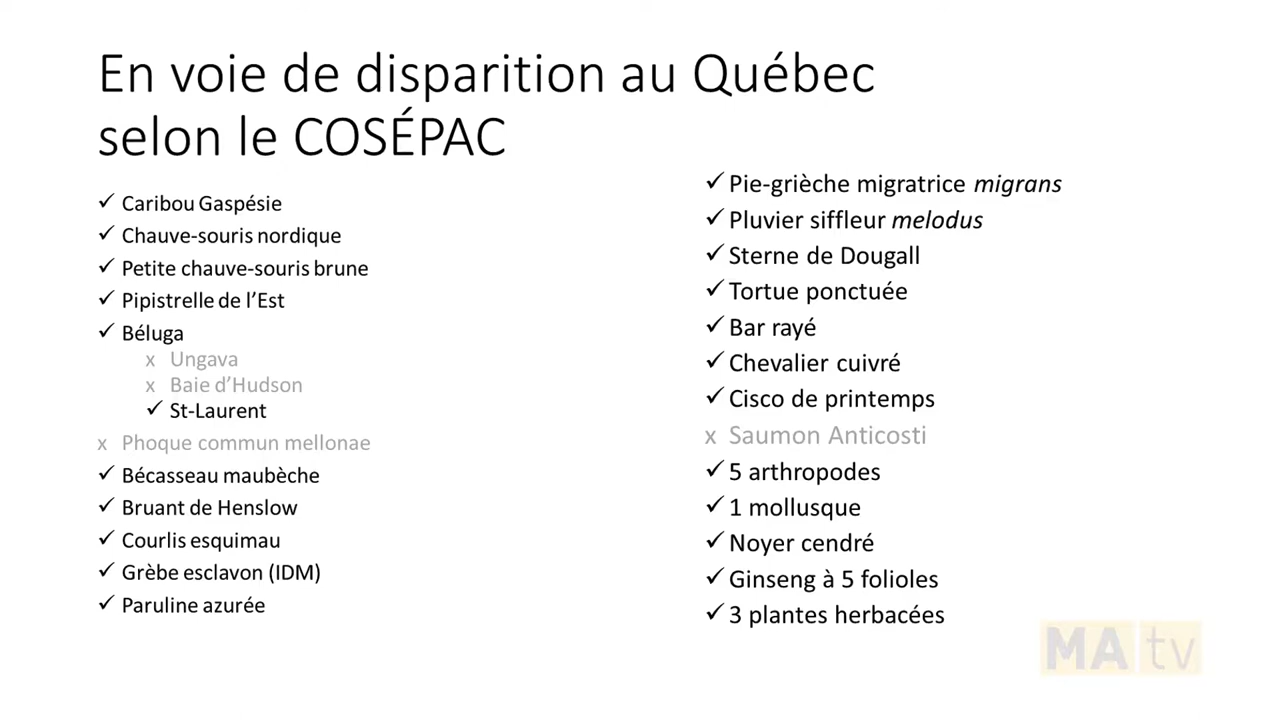 En voie de disparition au Québec
selon le COSÉPAC
✓ Caribou Gaspésie
✓ Chauve-souris nordique
✓ Petite chauve-souris brune
✓ Pipistrelle de l’Est
✓ Béluga
x Ungava
x Baie d’Hudson
✓ St-Laurent
x Phoque commun mellonae
✓ Bécasseau maubèche
✓ Bruant de Henslow
✓ Courlis esquimau
✓ Grèbe esclavon (IDM)
✓ Paruline azurée
✓ Pie-grièche migratrice migrans
✓ Pluvier siffleur melodus
✓ Sterne de Dougall
✓ Tortue ponctuée
✓ Bar rayé
✓ Chevalier cuivré
✓ Cisco de printemps
x Saumon Anticosti
✓ 5 arthropodes
✓ 1 mollusque
✓ Noyer cendré
✓ Ginseng à 5 folioles
✓ 3 plantes herbacées
MAtv